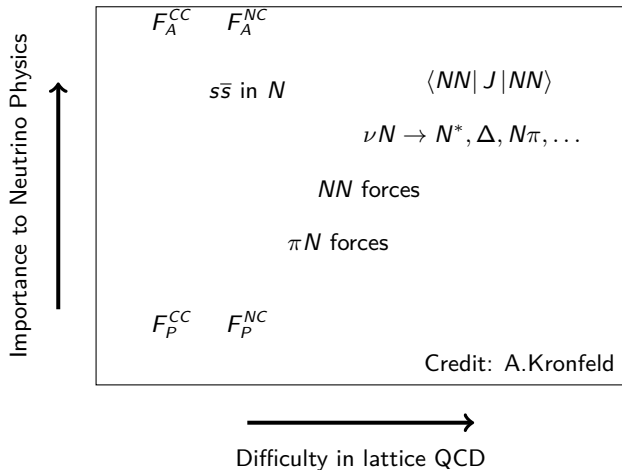 Importance to Neutrino Physics
F_A^{CC} F_A^{NC}
ss̄ in N
⟨NN| J |NN⟩
νN → N*, Δ, Nπ, ...
NN forces
πN forces
F_P^{CC} F_P^{NC}
Credit: A.Kronfeld
Difficulty in lattice QCD